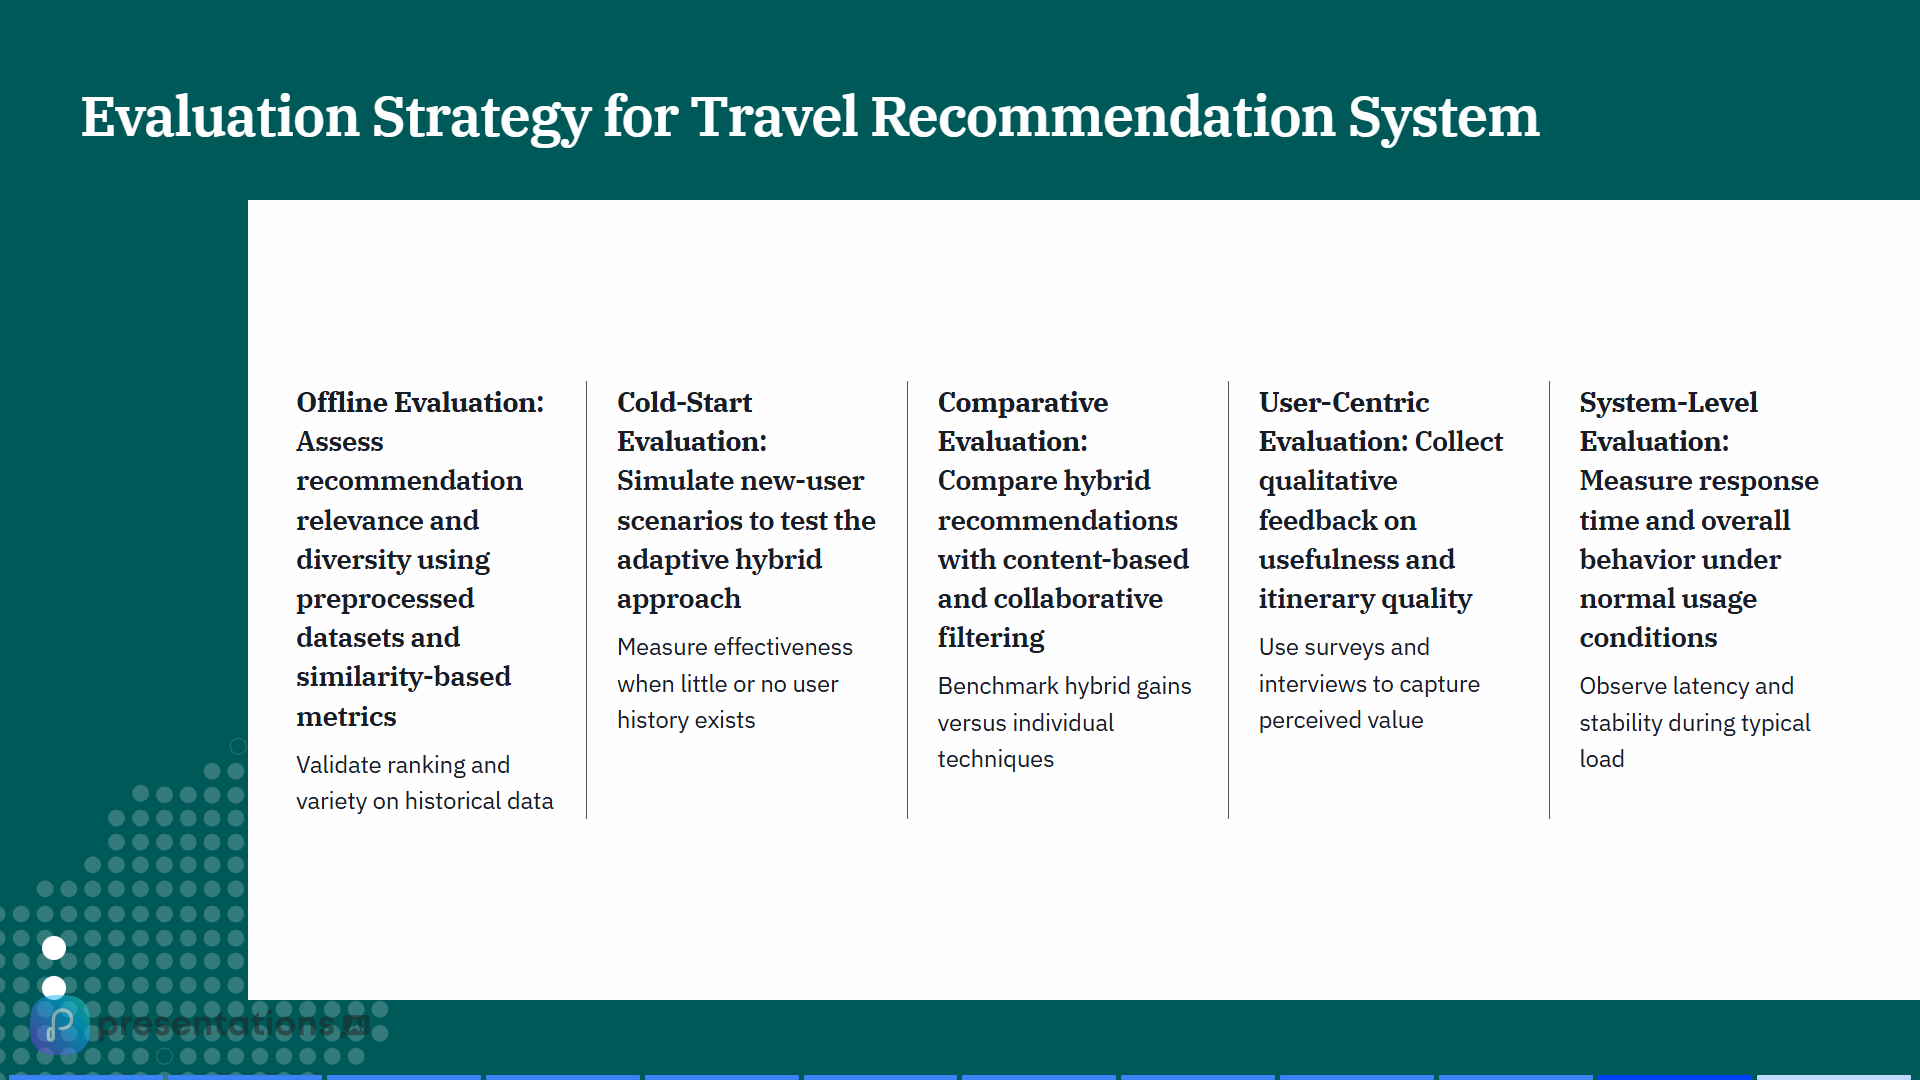 Evaluation Strategy for Travel Recommendation System
Offline Evaluation:
Assess
recommendation
relevance and
diversity using
preprocessed
datasets and
similarity-based
metrics
Validate ranking and
variety on historical data
Cold-Start
Evaluation:
Simulate new-user
scenarios to test the
adaptive hybrid
approach
Measure effectiveness
when little or no user
history exists
Comparative
Evaluation:
Compare hybrid
recommendations
with content-based
and collaborative
filtering
Benchmark hybrid gains
versus individual
techniques
User-Centric
Evaluation: Collect
qualitative
feedback on
usefulness and
itinerary quality
Use surveys and
interviews to capture
perceived value
System-Level
Evaluation:
Measure response
time and overall
behavior under
normal usage
conditions
Observe latency and
stability during typical
load
presentations.AI